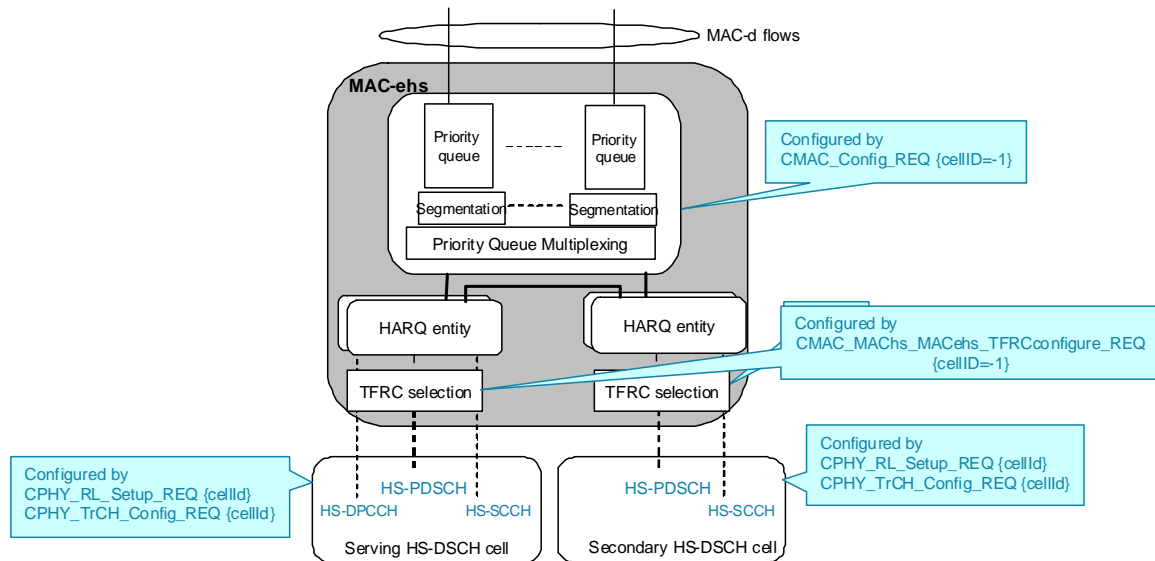 MAC-d flows
MAC-ehs
Priority
queue
Priority
queue
Configured by
CMAC_Config_REQ {cellID=-1}
Segmentation
Segmentation
Priority Queue Multiplexing
HARQ entity
HARQ entity
Configured by
CMAC_MAChs_MACehs_TFRCconfigure_REQ
{cellID=-1}
TFRC selection
TFRC selection
Configured by
CPHY_RL_Setup_REQ {cellId}
CPHY_TrCH_Config_REQ {cellId}
Configured by
CPHY_RL_Setup_REQ {cellId}
CPHY_TrCH_Config_REQ {cellId}
HS-PDSCH
HS-DPCCH
HS-SCCH
Serving HS-DSCH cell
HS-PDSCH
HS-SCCH
Secondary HS-DSCH cell